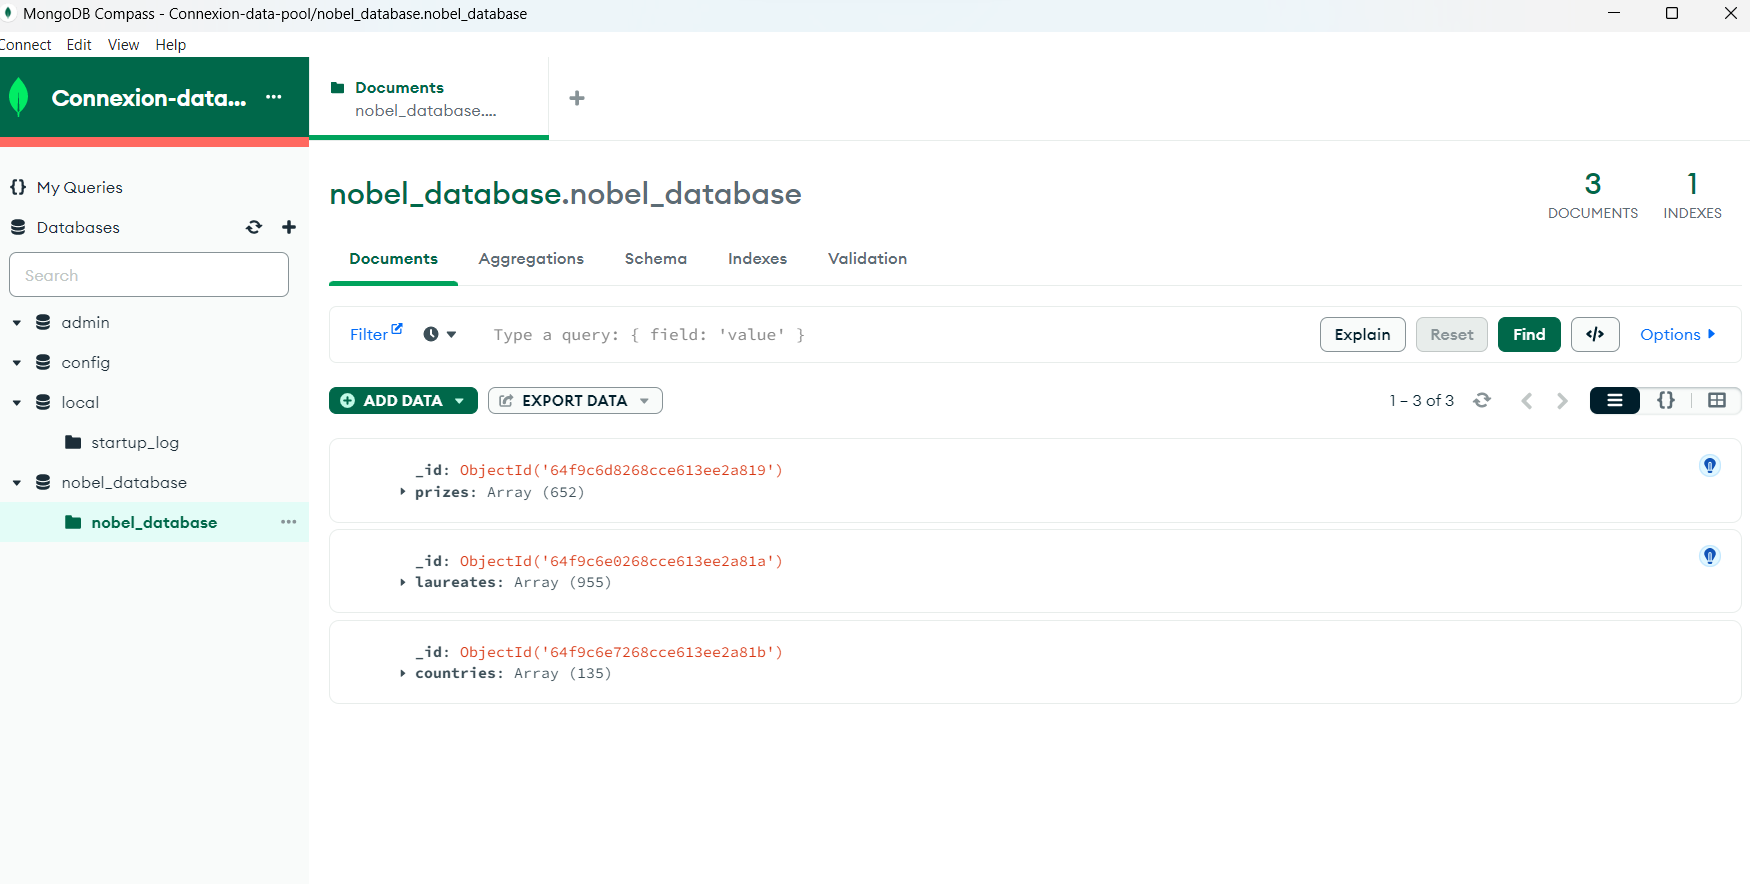 MongoDB Compass - Connexion-data-pool/nobel_database.nobel_database
Connect Edit View Help
Connexion-data... ...
Documents
nobel_database....
My Queries
Databases
Search
admin
config
local
startup_log
nobel_database
nobel_database
nobel_database.nobel_database
3 DOCUMENTS
1 INDEXES
Documents Aggregations Schema Indexes Validation
Filter Type a query: { field: 'value' } Explain Reset Find </> Options
ADD DATA EXPORT DATA 1 – 3 of 3 {}
_id: ObjectId('64f9c6d8268cce613ee2a819')
prizes: Array (652)
_id: ObjectId('64f9c6e0268cce613ee2a81a')
laureates: Array (955)
_id: ObjectId('64f9c6e7268cce613ee2a81b')
countries: Array (135)